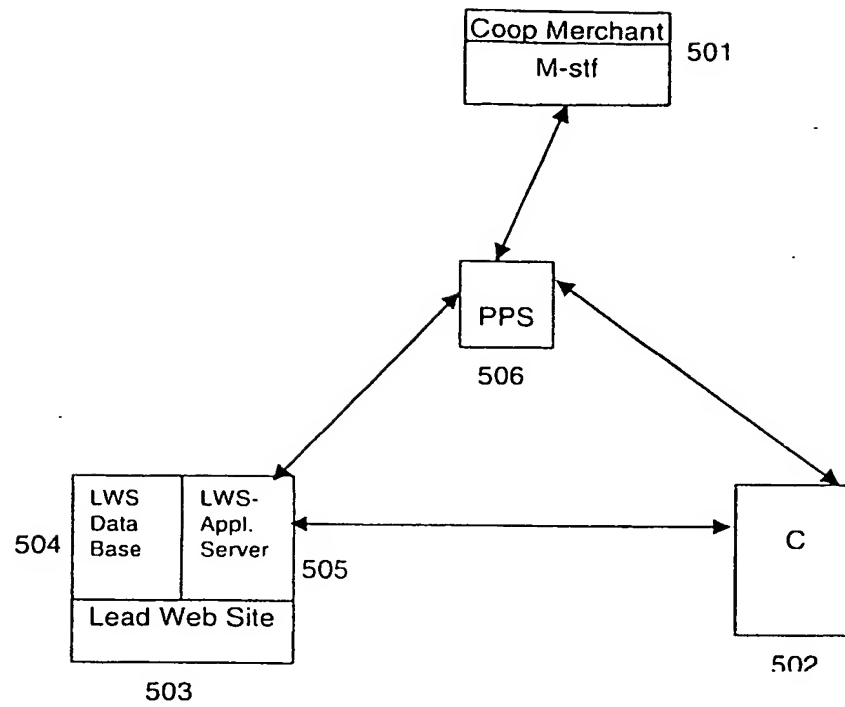 Coop Merchant
M-stf
501
PPS
506
LWS
Data
Base
LWS-
Appl.
Server
504
505
Lead Web Site
503
C
502